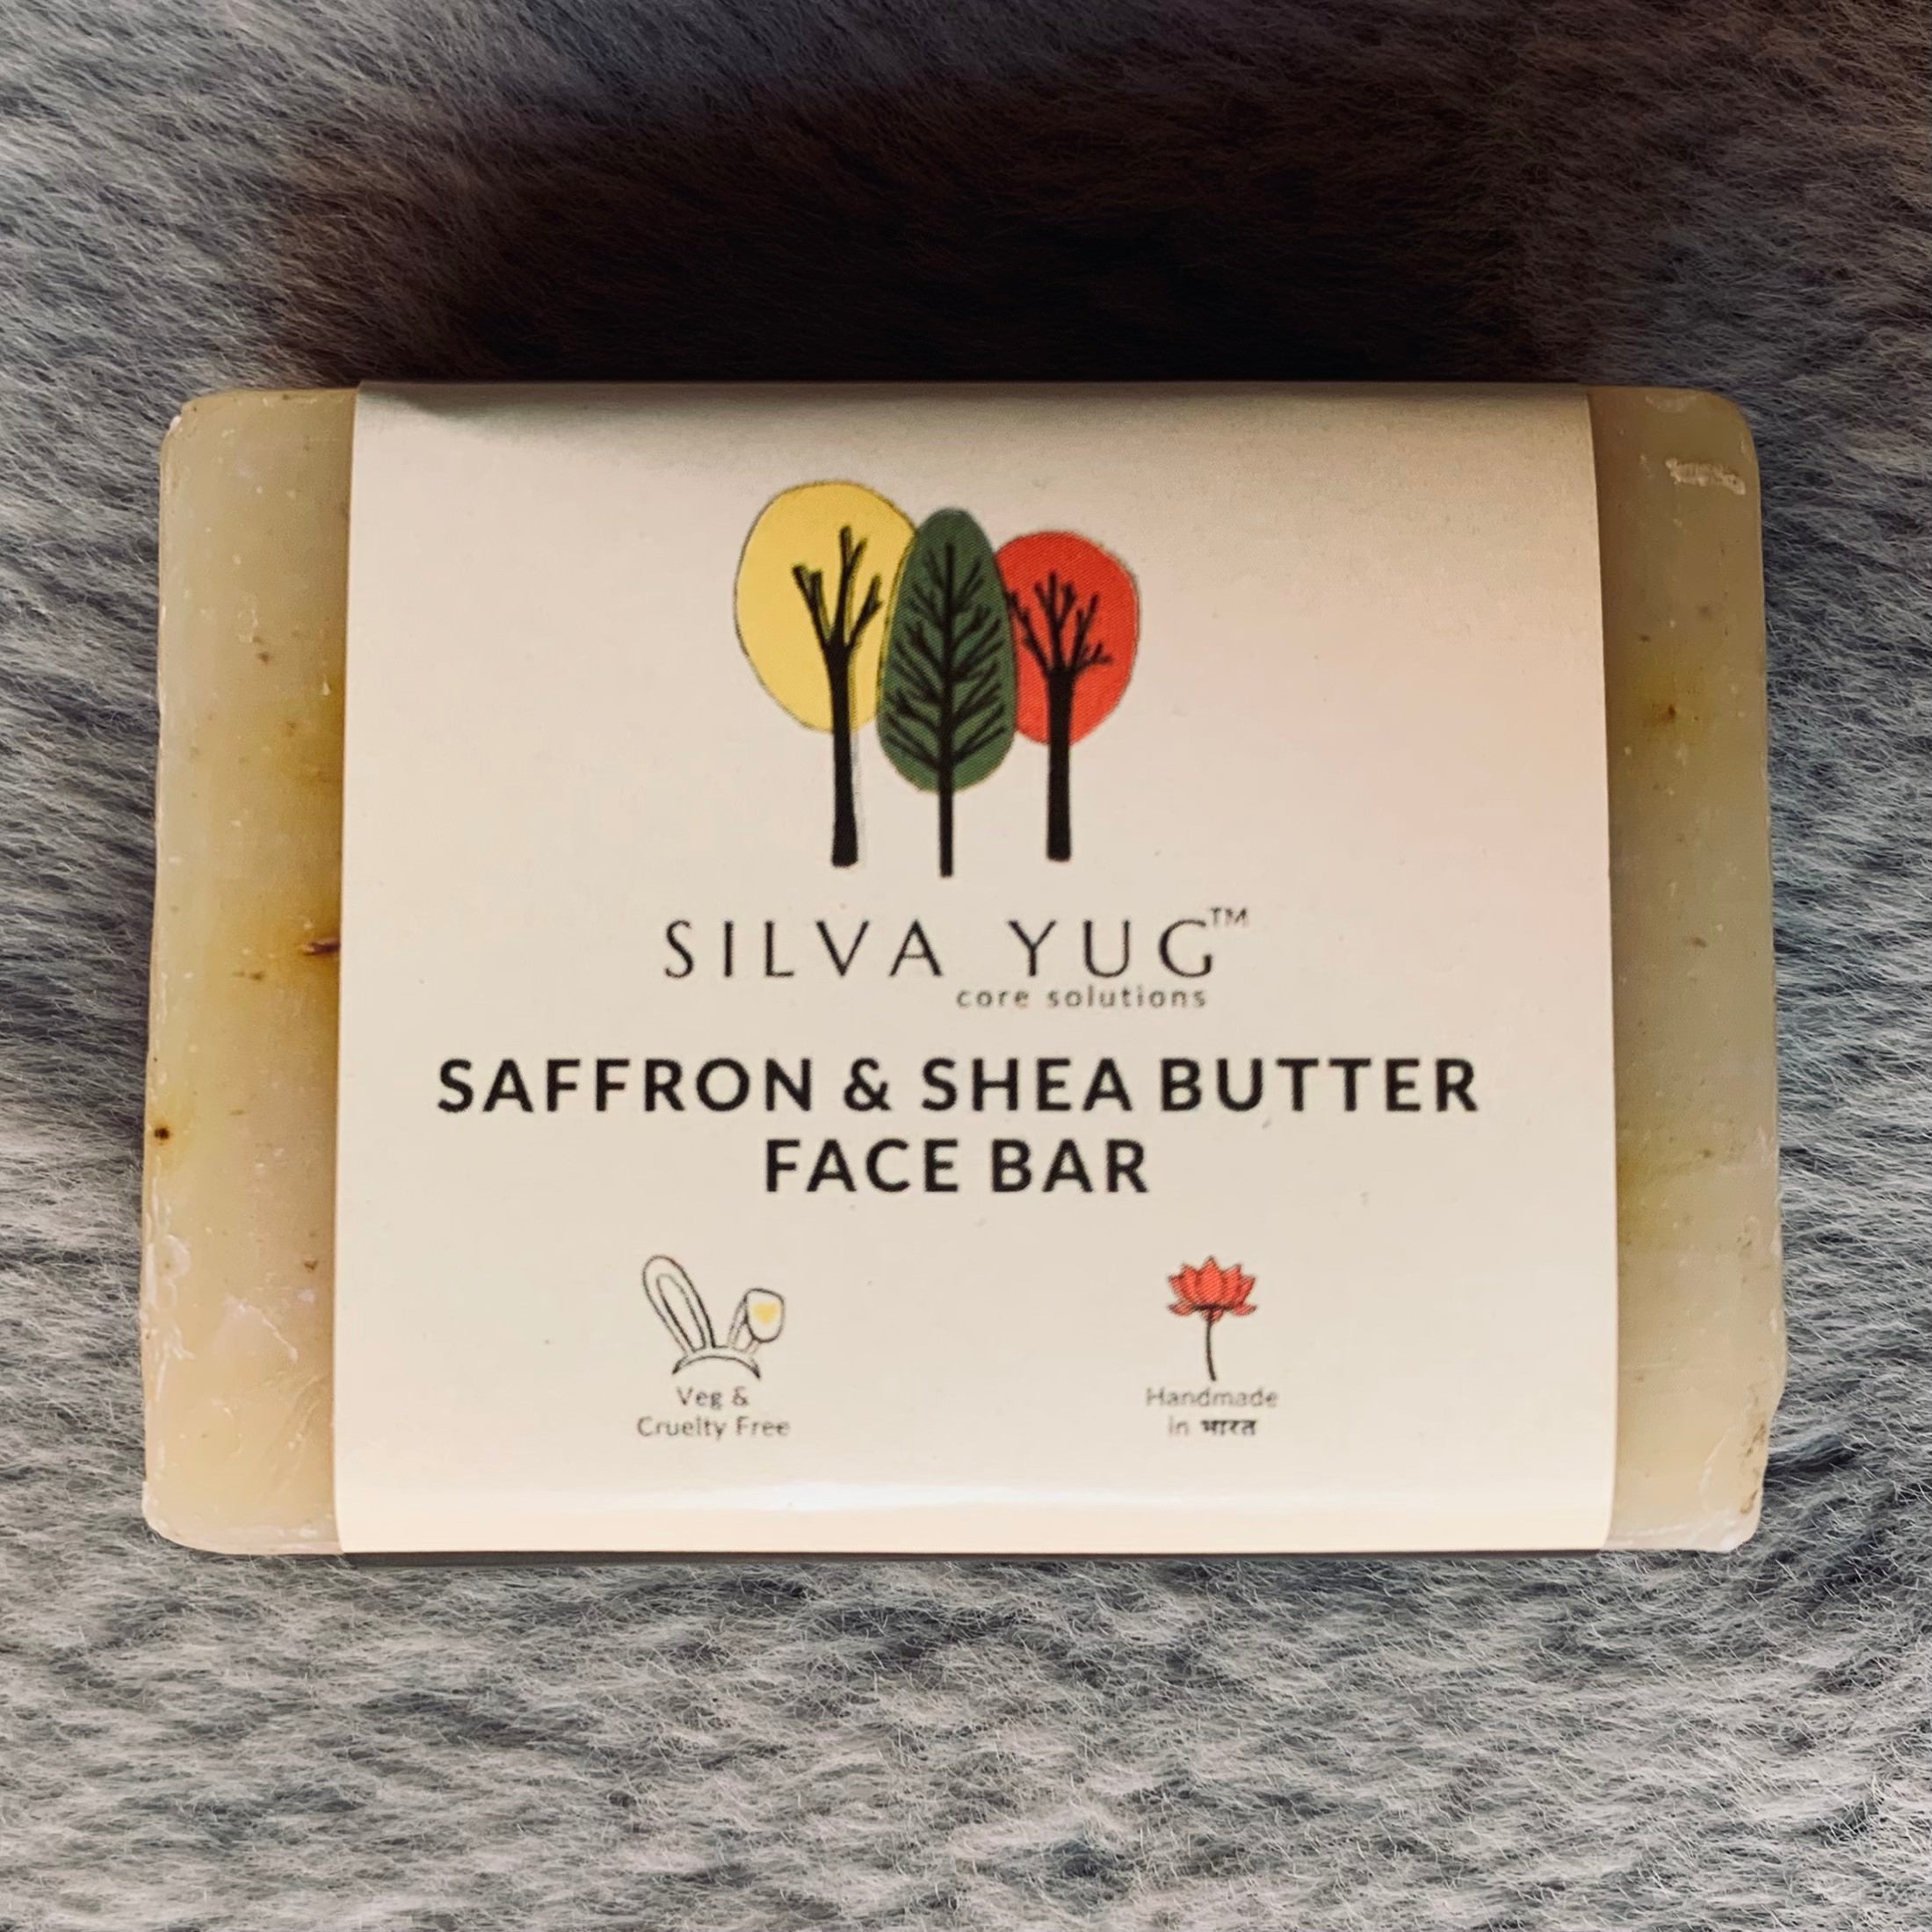 SILVA YUG™
core solutions
SAFFRON & SHEA BUTTER
FACE BAR
Veg &
Cruelty Free
Handmade
in भारत